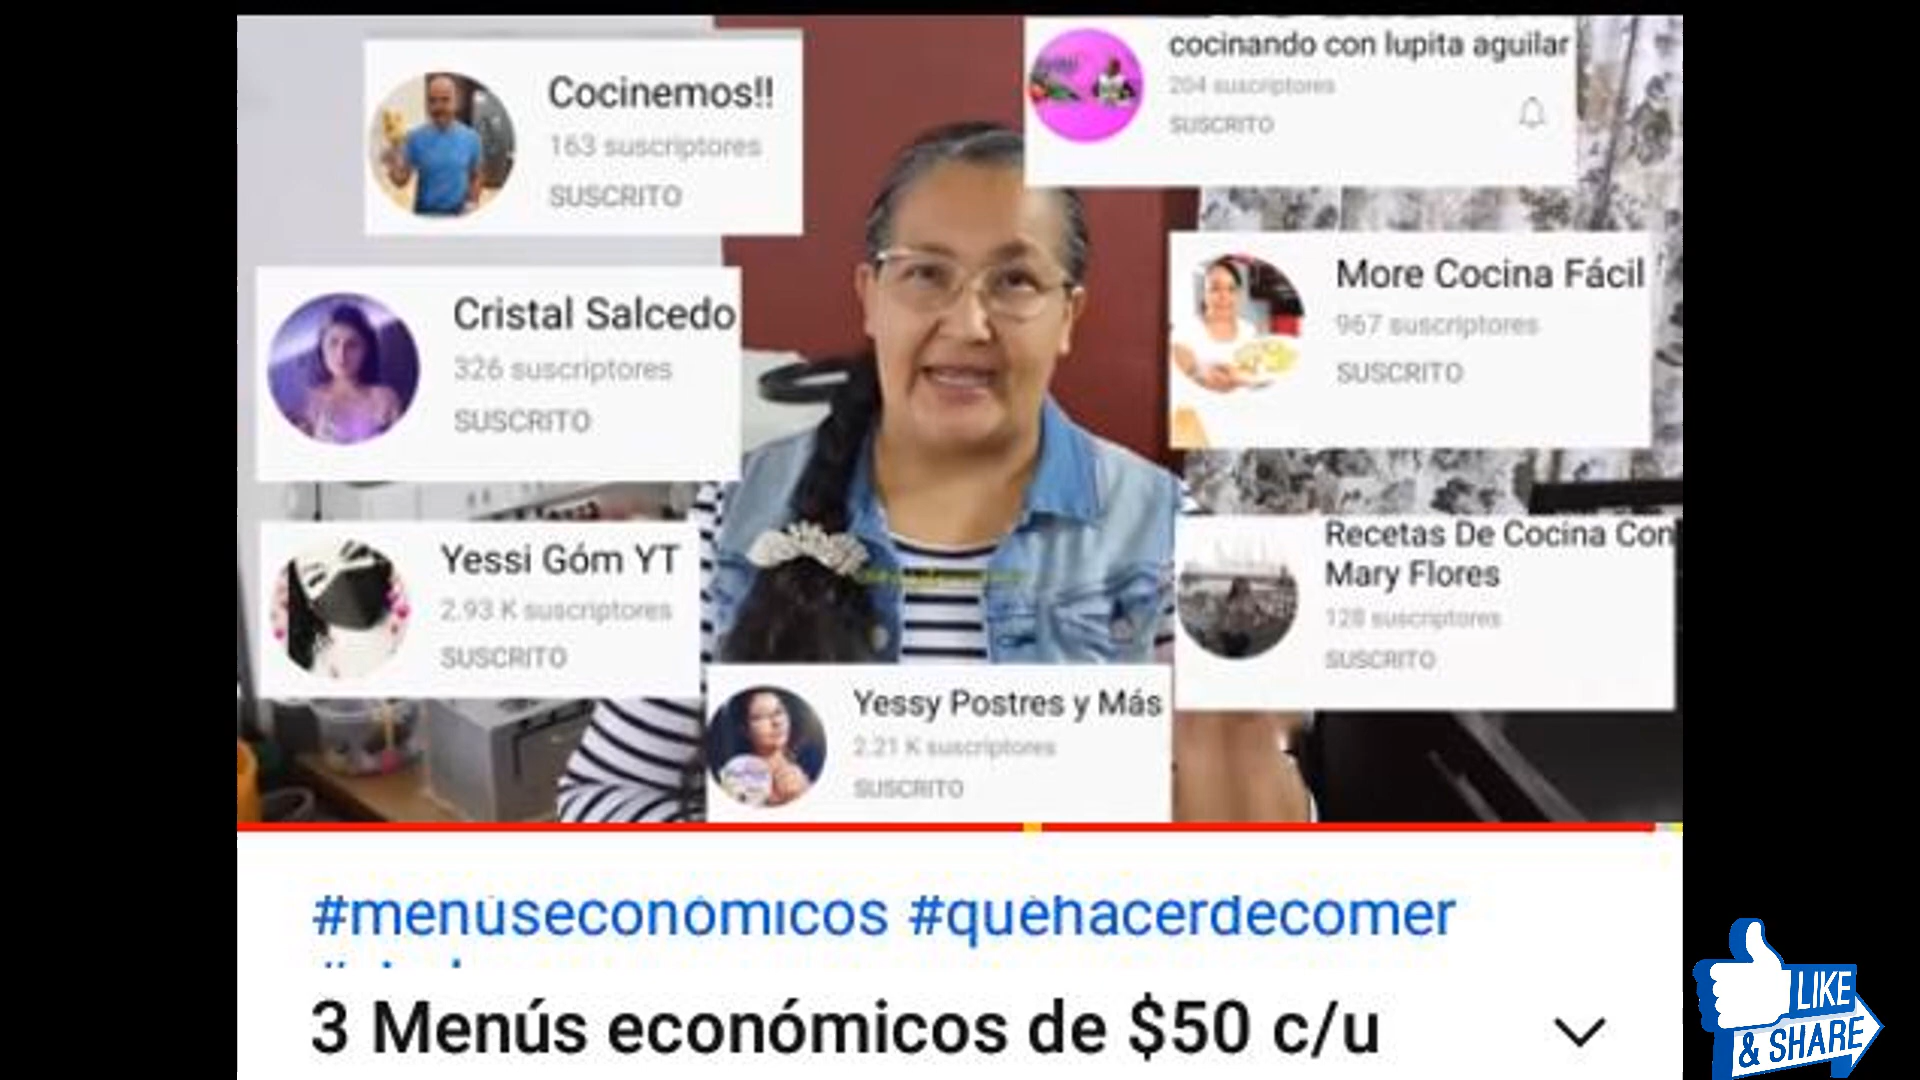 Cocinemos!!
163 suscriptores
SUSCRITO
cocinando con lupita aguilar
204 suscriptores
SUSCRITO
Cristal Salcedo
326 suscriptores
SUSCRITO
More Cocina Fácil
967 suscriptores
SUSCRITO
Yessi Góm YT
2.93 K suscriptores
SUSCRITO
Recetas De Cocina Con
Mary Flores
128 suscriptores
SUSCRITO
Yessy Postres y Más
2.21 K suscriptores
SUSCRITO
#menúseconómicos #quéhacerdecomer
3 Menús económicos de $50 c/u
LIKE
& SHARE